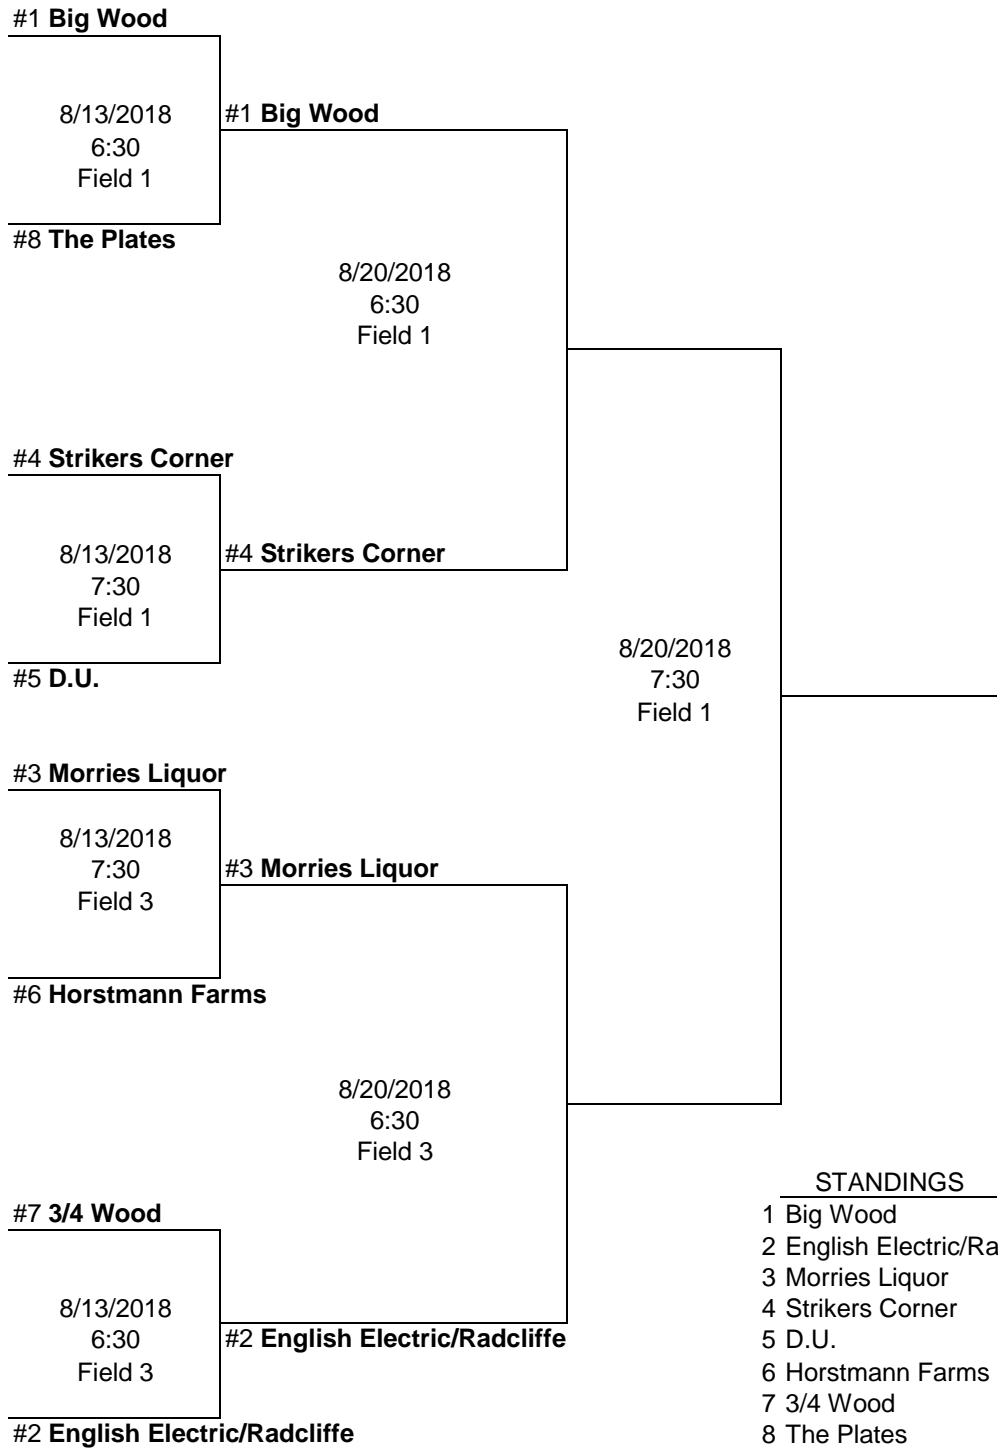 #1 Big Wood
8/13/2018
6:30
Field 1
#1 Big Wood
#8 The Plates
8/20/2018
6:30
Field 1
#4 Strikers Corner
8/13/2018
7:30
Field 1
#4 Strikers Corner
#5 D.U.
8/20/2018
7:30
Field 1
#3 Morries Liquor
8/13/2018
7:30
Field 3
#3 Morries Liquor
#6 Horstmann Farms
8/20/2018
6:30
Field 3
#7 3/4 Wood
8/13/2018
6:30
Field 3
#2 English Electric/Radcliffe
#2 English Electric/Radcliffe
STANDINGS
1 Big Wood
2 English Electric/Ra
3 Morries Liquor
4 Strikers Corner
5 D.U.
6 Horstmann Farms
7 3/4 Wood
8 The Plates